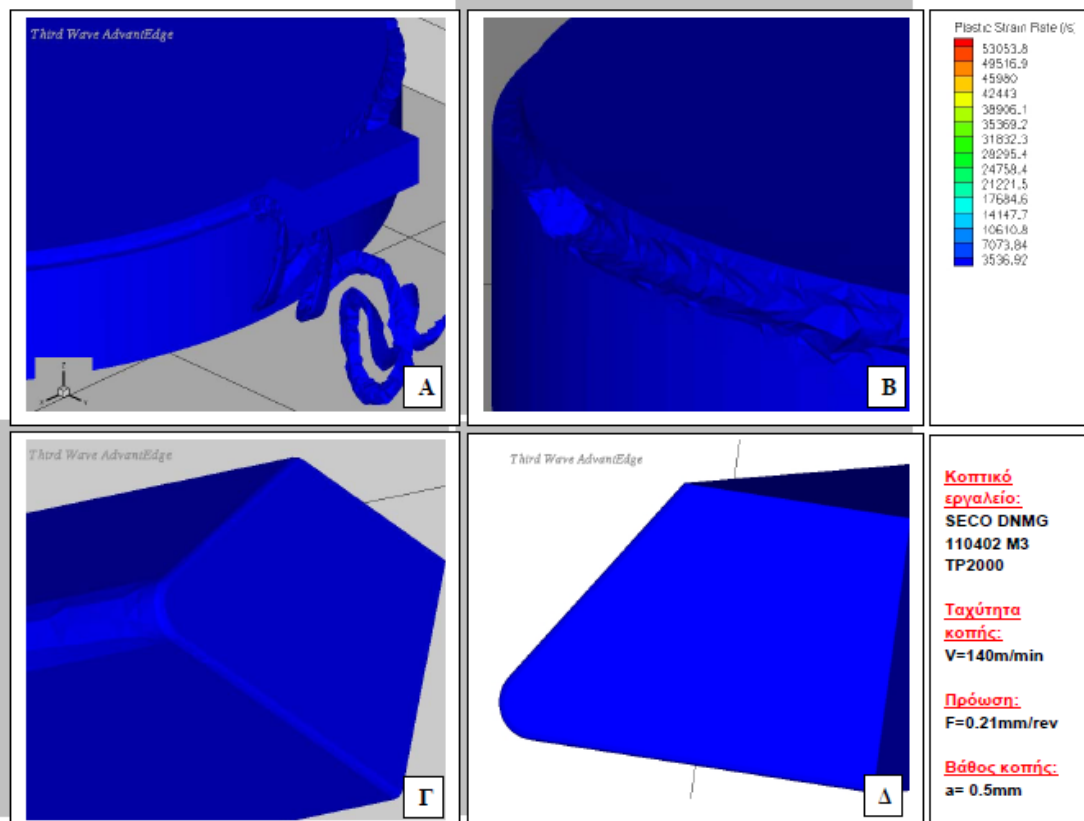 Third Wave AdvantEdge
A
B
Plastic Strain Rate (/s)
53053.8
49516.9
45980
42443
38906.1
35369.2
31832.3
28295.4
24758.4
21221.5
17684.6
14147.7
10610.8
7073.84
3536.92
Third Wave AdvantEdge
Γ
Third Wave AdvantEdge
Δ
Κοπτικό
εργαλείο:
SECO DNMG
110402 M3
TP2000
Ταχύτητα
κοπής:
V=140m/min
Πρόωση:
F=0.21mm/rev
Βάθος κοπής:
a= 0.5mm